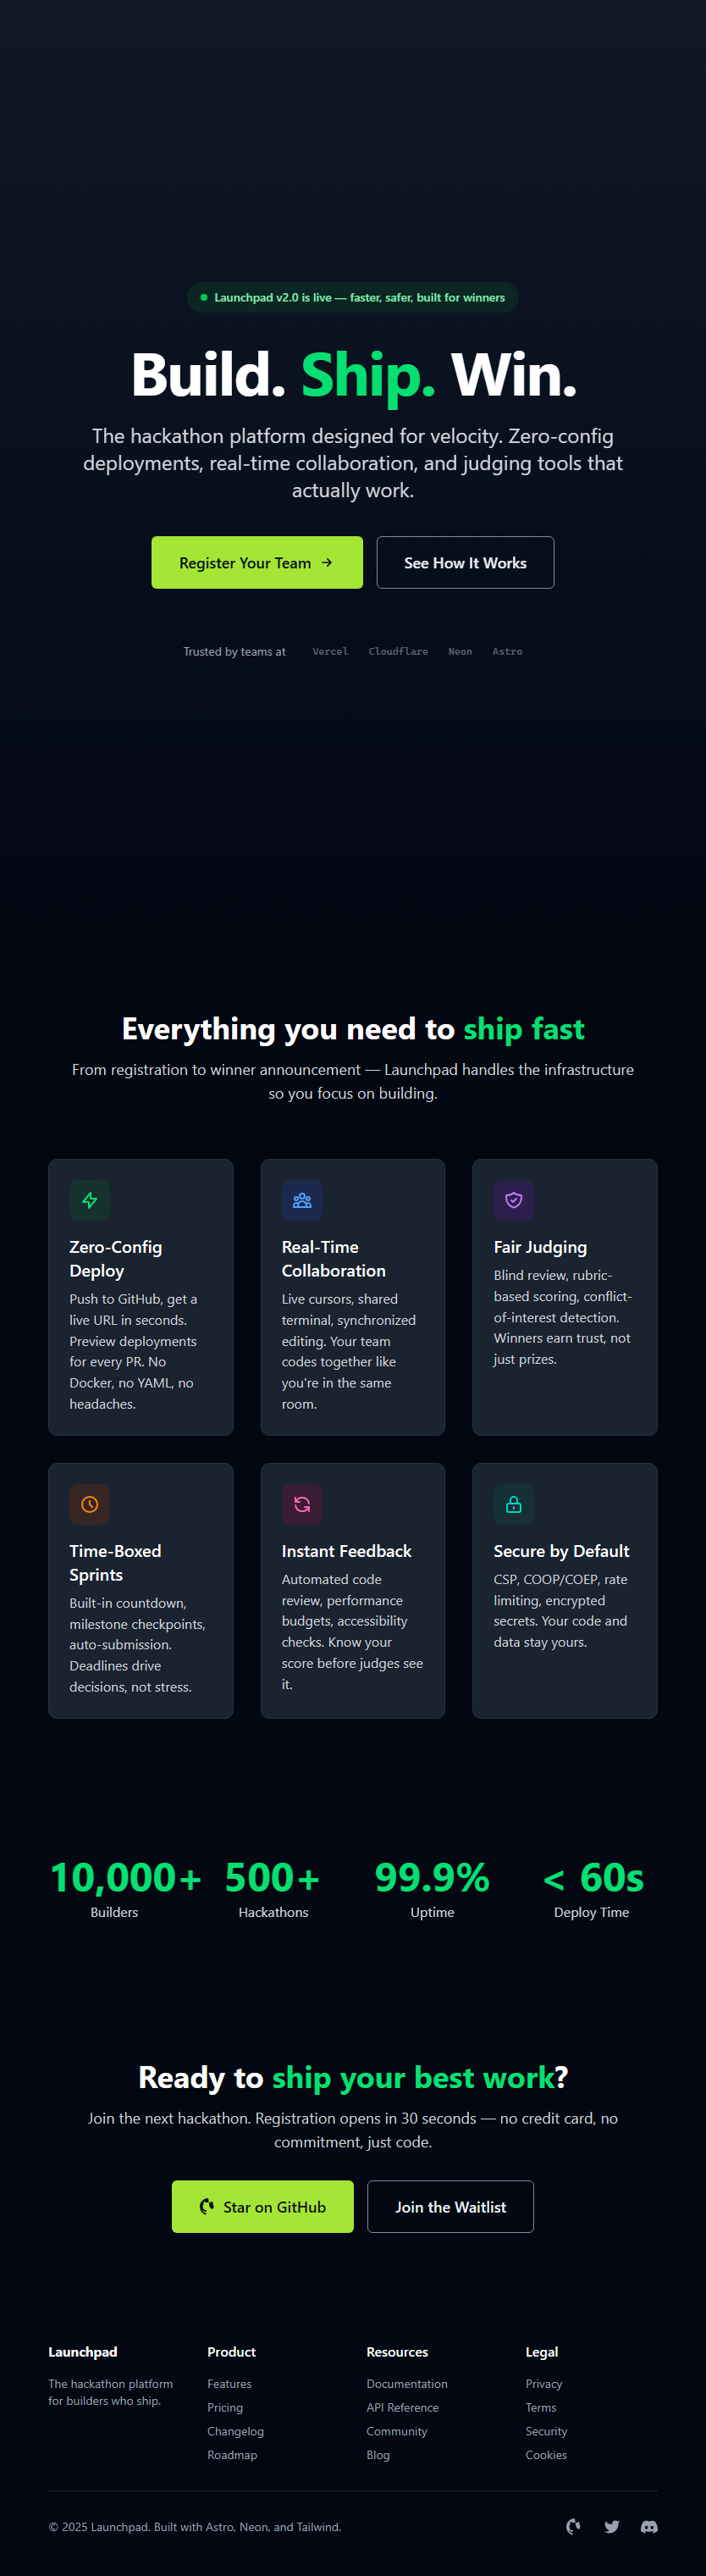 Launchpad v2.0 is live — faster, safer, built for winners
Build. Ship. Win.
The hackathon platform designed for velocity. Zero-config
deployments, real-time collaboration, and judging tools that
actually work.
Register Your Team →
See How It Works
Trusted by teams at
Vercel
Cloudflare
Neon
Astro
Everything you need to ship fast
From registration to winner announcement — Launchpad handles the infrastructure
so you focus on building.
Zero-Config
Deploy
Push to GitHub, get a
live URL in seconds.
Preview deployments
for every PR. No
Docker, no YAML, no
headaches.
Real-Time
Collaboration
Live cursors, shared
terminal, synchronized
editing. Your team
codes together like
you're in the same
room.
Fair Judging
Blind review, rubric-
based scoring, conflict-
of-interest detection.
Winners earn trust, not
just prizes.
Time-Boxed
Sprints
Built-in countdown,
milestone checkpoints,
auto-submission.
Deadlines drive
decisions, not stress.
Instant Feedback
Automated code
review, performance
budgets, accessibility
checks. Know your
score before judges see
it.
Secure by Default
CSP, COOP/COEP, rate
limiting, encrypted
secrets. Your code and
data stay yours.
10,000+
Builders
500+
Hackathons
99.9%
Uptime
< 60s
Deploy Time
Ready to ship your best work?
Join the next hackathon. Registration opens in 30 seconds — no credit card, no
commitment, just code.
Star on GitHub
Join the Waitlist
Launchpad
The hackathon platform
for builders who ship.
Product
Features
Pricing
Changelog
Roadmap
Resources
Documentation
API Reference
Community
Blog
Legal
Privacy
Terms
Security
Cookies
© 2025 Launchpad. Built with Astro, Neon, and Tailwind.